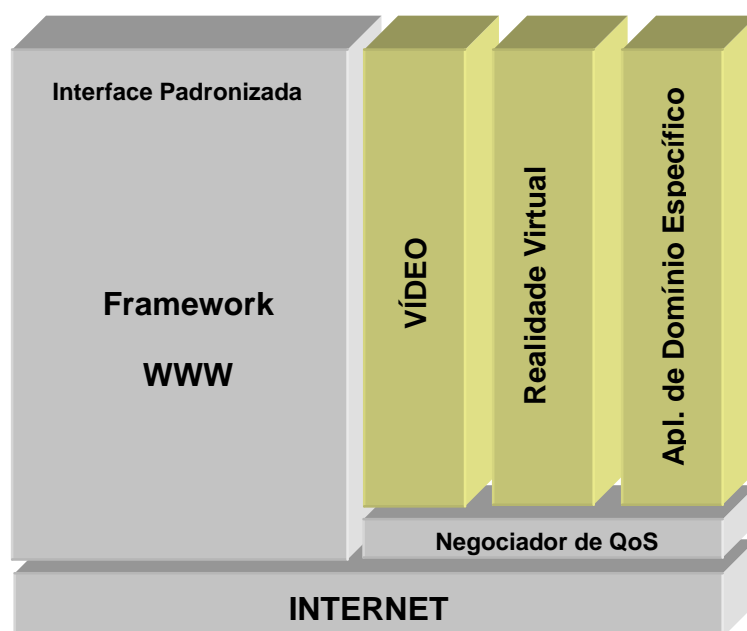 Interface Padronizada
Framework
WWW
VÍDEO
Realidade Virtual
Apl. de Domínio Específico
Negociador de QoS
INTERNET